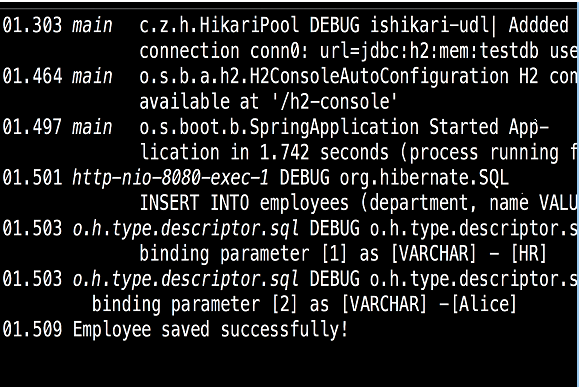 01.303 main c.z.h.HikariPool DEBUG ishikari-udl| Addded
connection conn0: url=jdbc:h2:mem:testdb use
01.464 main o.s.b.a.h2.H2ConsoleAutoConfiguration H2 con
available at '/h2-console'
01.497 main o.s.boot.b.SpringApplication Started App-
lication in 1.742 seconds (process running f
01.501 http-nio-8080-exec-1 DEBUG org.hibernate.SQL
INSERT INTO employees (department, name VALU
01.503 o.h.type.descriptor.sql DEBUG o.h.type.descriptor.s
binding parameter [1] as [VARCHAR] - [HR]
01.503 o.h.type.descriptor.sql DEBUG o.h.type.descriptor.s
binding parameter [2] as [VARCHAR] -[Alice]
01.509 Employee saved successfully!